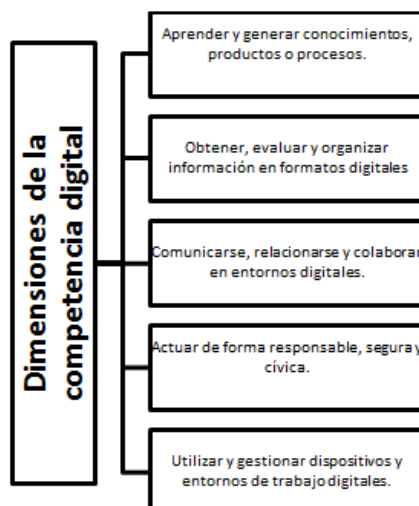 Dimensiones de la
competencia digital
Aprender y generar conocimientos,
productos o procesos.
Obtener, evaluar y organizar
información en formatos digitales
Comunicarse, relacionarse y colaborar
en entornos digitales.
Actuar de forma responsable, segura y
cívica.
Utilizar y gestionar dispositivos y
entornos de trabajo digitales.